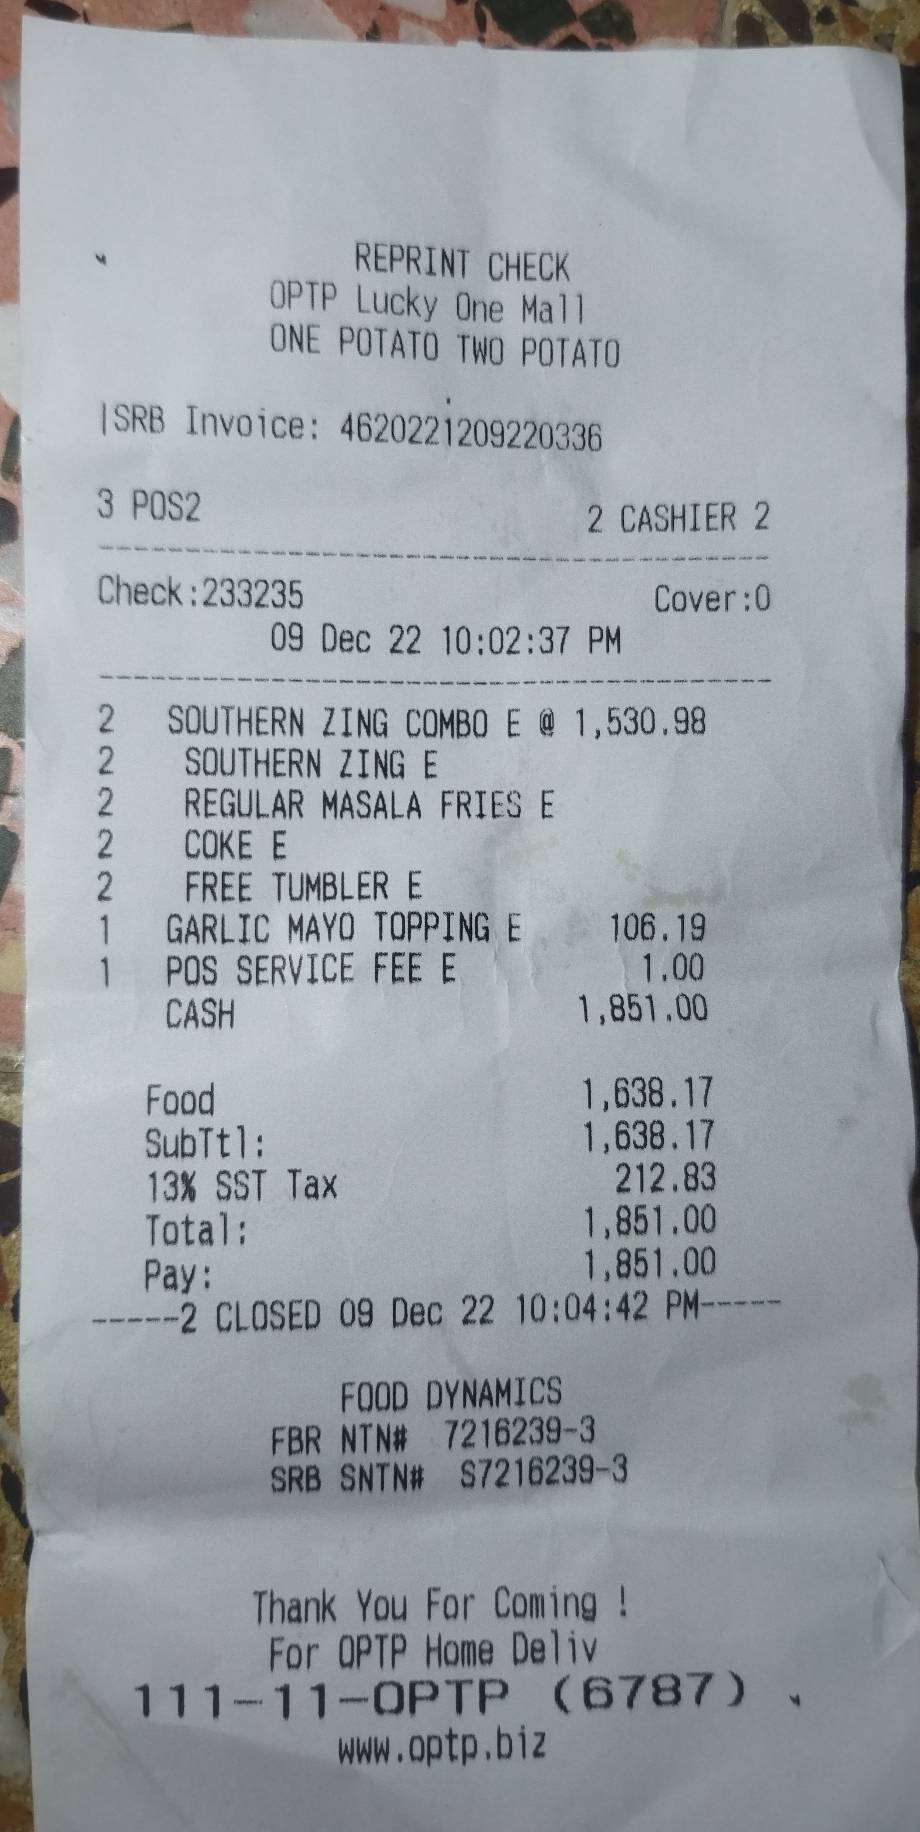 REPRINT CHECK
OPTP Lucky One Mall
ONE POTATO TWO POTATO
|SRB Invoice: 4620221209220336
3 POS2 2 CASHIER 2
Check:233235 Cover:0
09 Dec 22 10:02:37 PM
2 SOUTHERN ZING COMBO E @ 1,530.98
2 SOUTHERN ZING E
2 REGULAR MASALA FRIES E
2 COKE E
2 FREE TUMBLER E
1 GARLIC MAYO TOPPING E 106.19
1 POS SERVICE FEE E 1.00
CASH 1,851.00
Food 1,638.17
SubTtl: 1,638.17
13% SST Tax 212.83
Total: 1,851.00
Pay: 1,851.00
-----2 CLOSED 09 Dec 22 10:04:42 PM-----
FOOD DYNAMICS
FBR NTN# 7216239-3
SRB SNTN# S7216239-3
Thank You For Coming !
For OPTP Home Deliv
111-11-OPTP (6787)
www.optp.biz